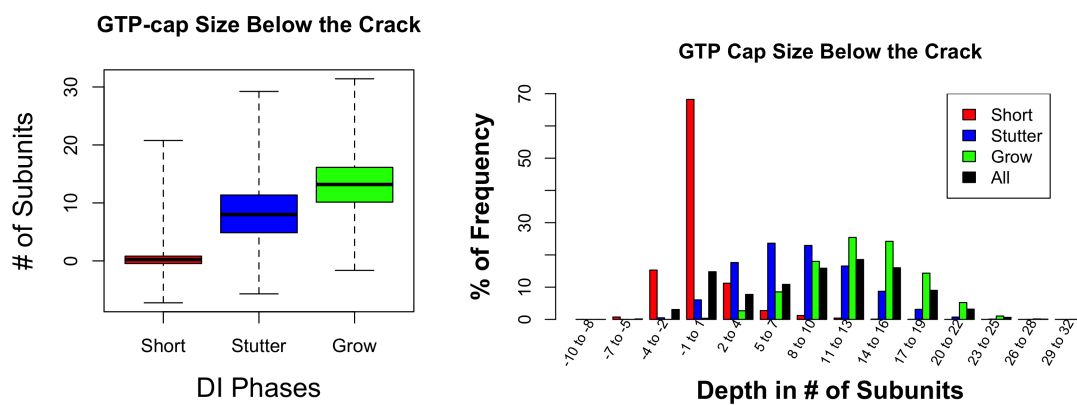 GTP-cap Size Below the Crack
# of Subunits
30
20
10
0
Short Stutter Grow
DI Phases
GTP Cap Size Below the Crack
% of Frequency
70
50
30
10
0
Short
Stutter
Grow
All
-10 to -8 -7 to -5 -4 to -2 -1 to 1 2 to 4 5 to 7 8 to 10 11 to 13 14 to 16 17 to 19 20 to 22 23 to 25 26 to 28 29 to 32
Depth in # of Subunits